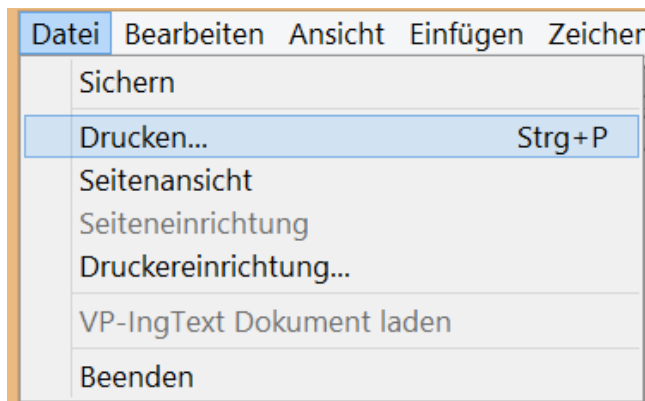 Datei Bearbeiten Ansicht Einfügen
Sichern
Drucken... Strg+P
Seitenansicht
Seiteneinrichtung
Druckereinrichtung...
VP-IngText Dokument laden
Beenden